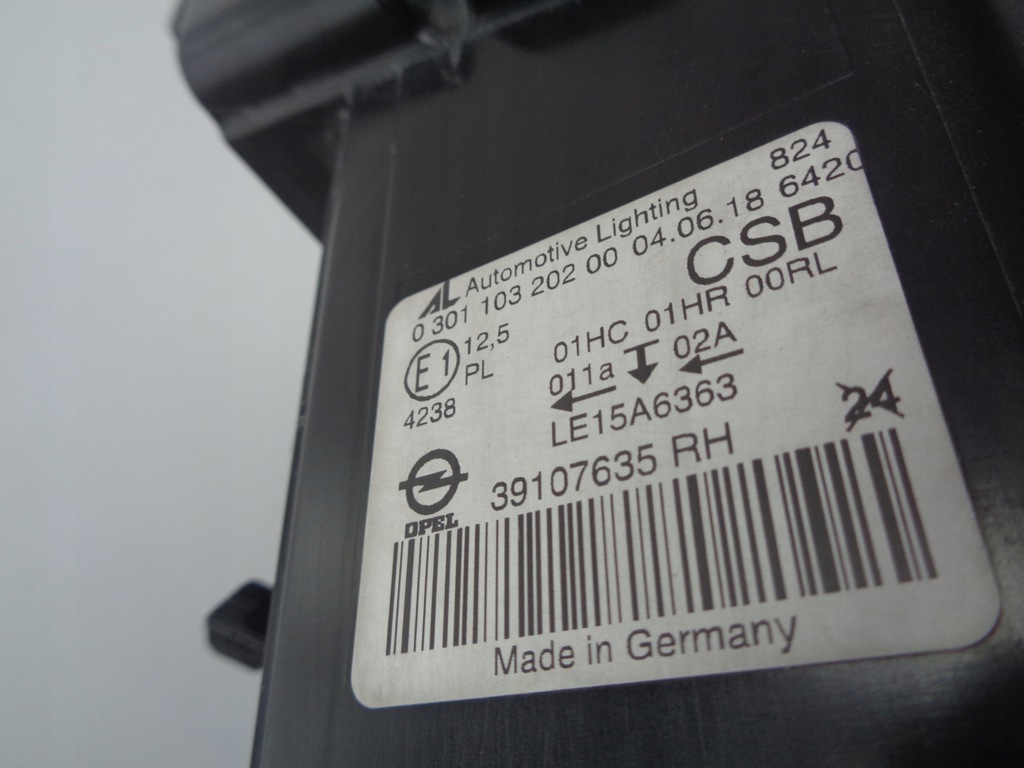 824
AL Automotive Lighting
0 301 103 202 00 04.06.18 6420
CSB
E1 12,5
PL
4238
01HC 01HR 00RL
011a 02A
LE15A6363
24
39107635 RH
OPEL
Made in Germany